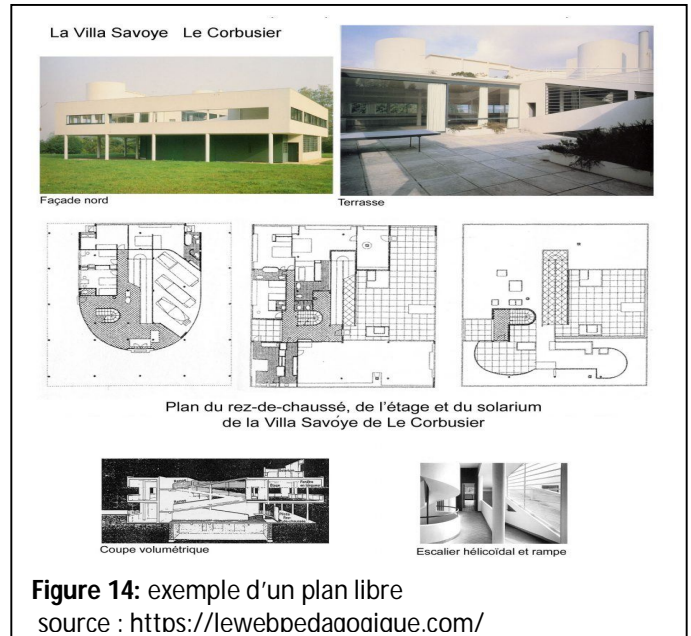 La Villa Savoye Le Corbusier
Façade nord
Terrasse
Plan du rez-de-chaussé, de l'étage et du solarium
de la Villa Savoye de Le Corbusier
Coupe volumétrique
Escalier hélicoïdal et rampe
Figure 14: exemple d'un plan libre
source : https://lewebpedagogique.com/